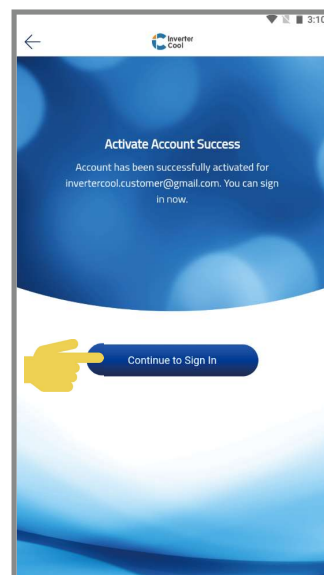 3:10
Inverter
Cool
Activate Account Success
Account has been successfully activated for
invertercool.customer@gmail.com. You can sign
in now.
Continue to Sign In